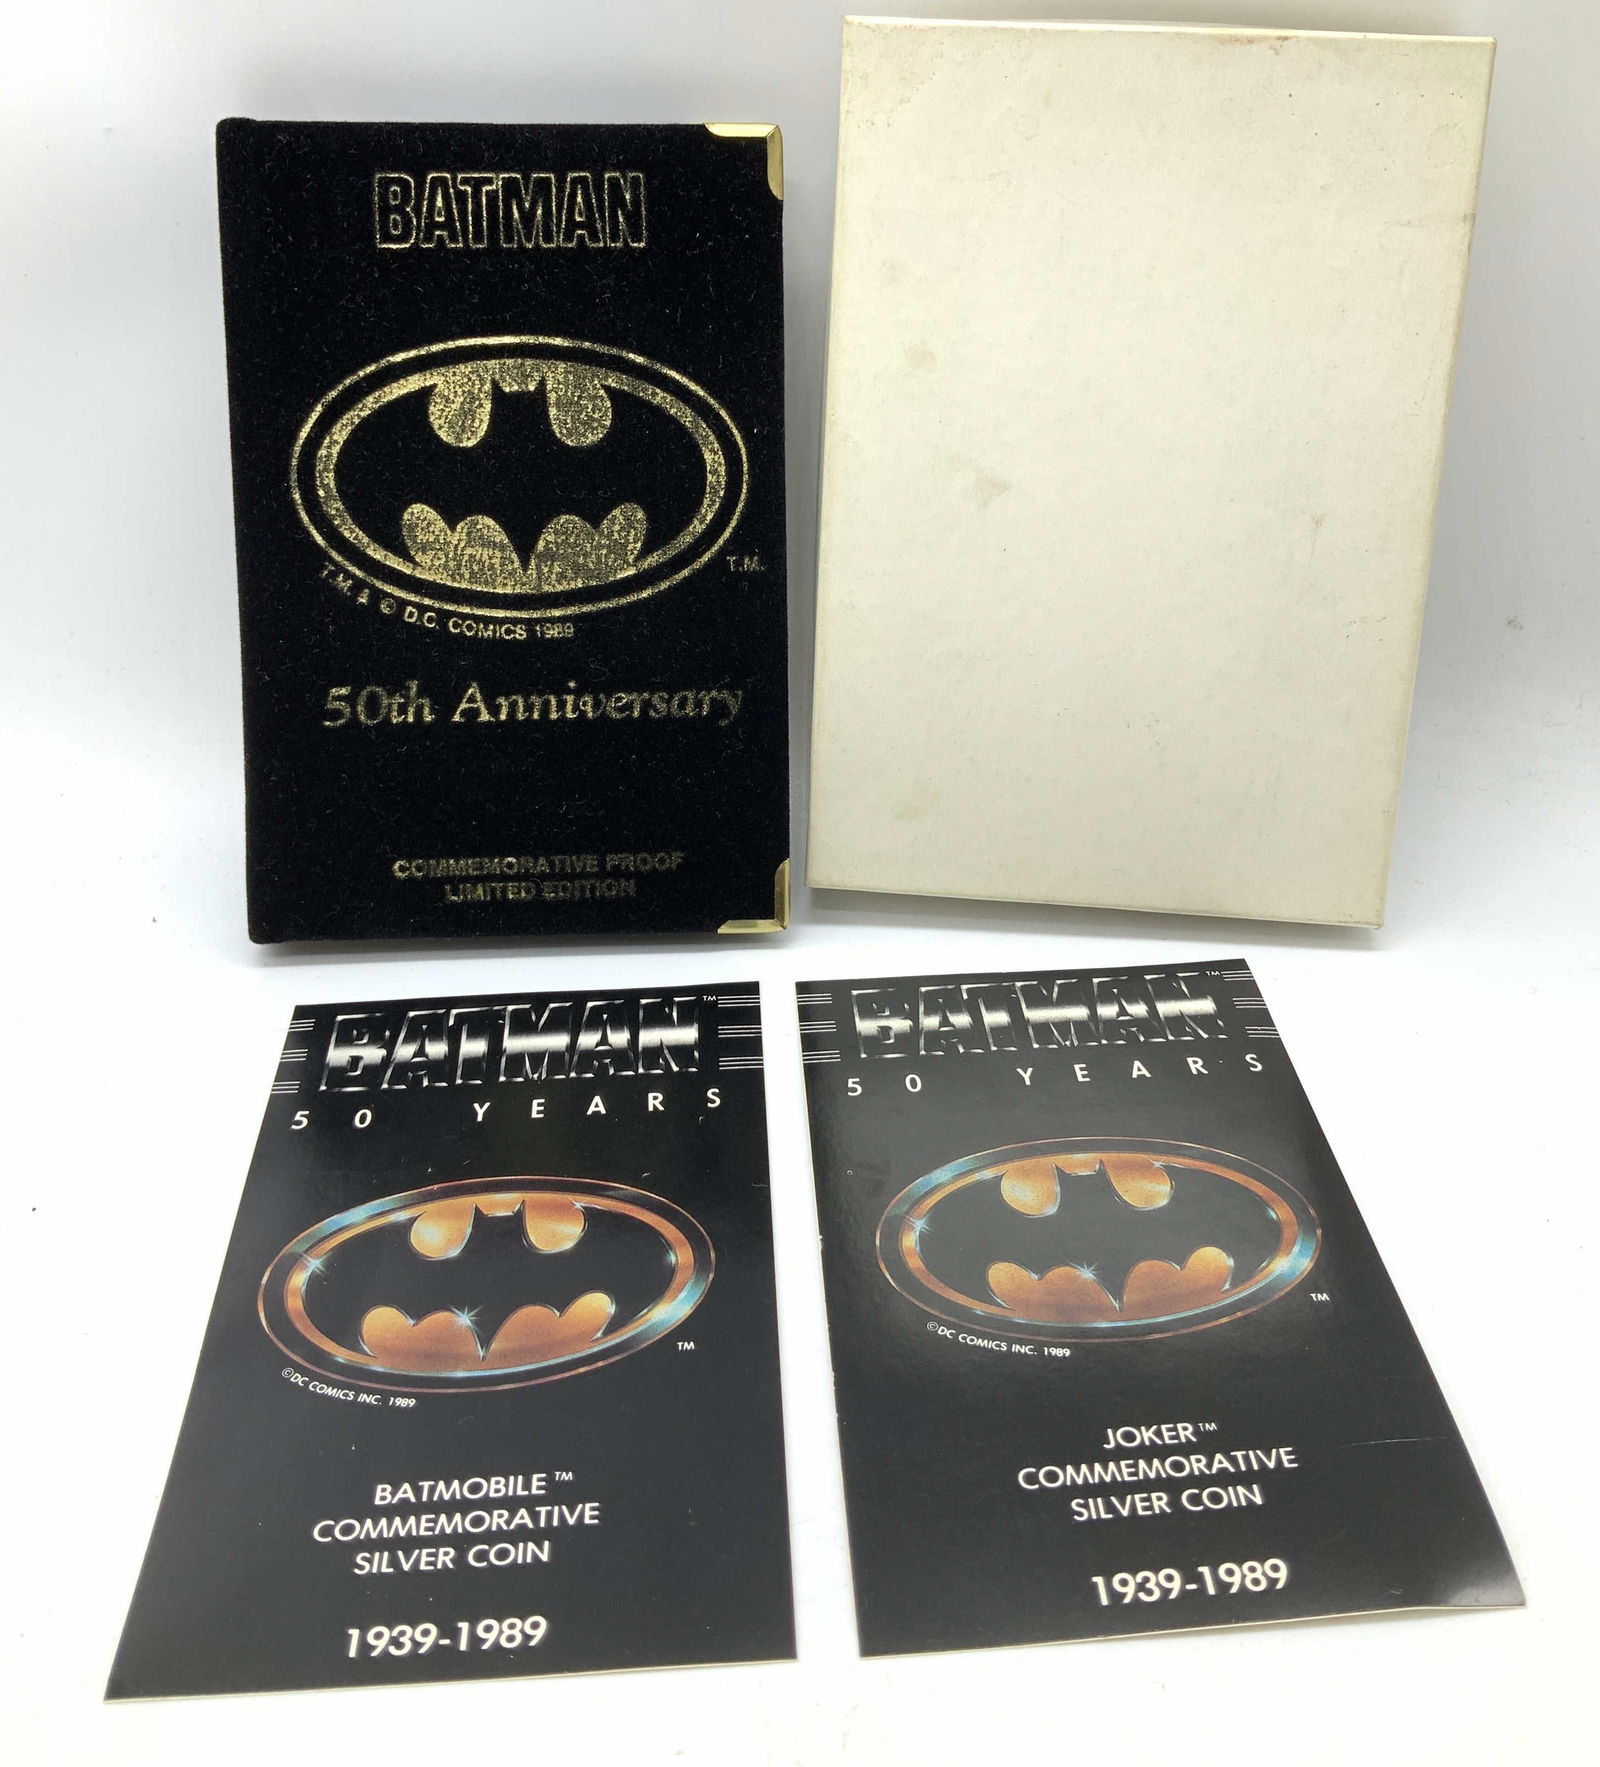 BATMAN
T.M.
T.M. & © D.C. COMICS 1989
50th Anniversary
COMMEMORATIVE PROOF
LIMITED EDITION
BATMAN™
50 YEARS
TM
©DC COMICS INC. 1989
BATMOBILE™
COMMEMORATIVE
SILVER COIN
1939-1989
BATMAN™
50 YEARS
TM
©DC COMICS INC. 1989
JOKER™
COMMEMORATIVE
SILVER COIN
1939-1989